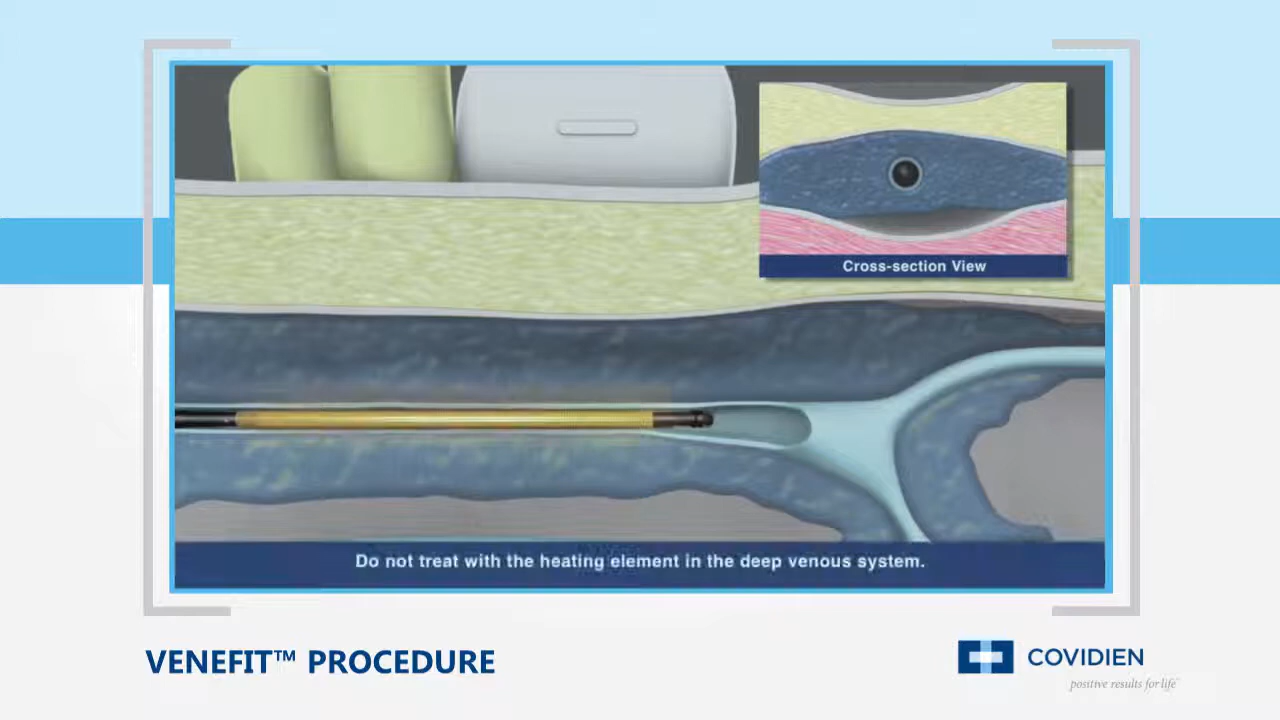 Cross-section View
Do not treat with the heating element in the deep venous system.
VENEFIT™ PROCEDURE
COVIDIEN
positive results for life™